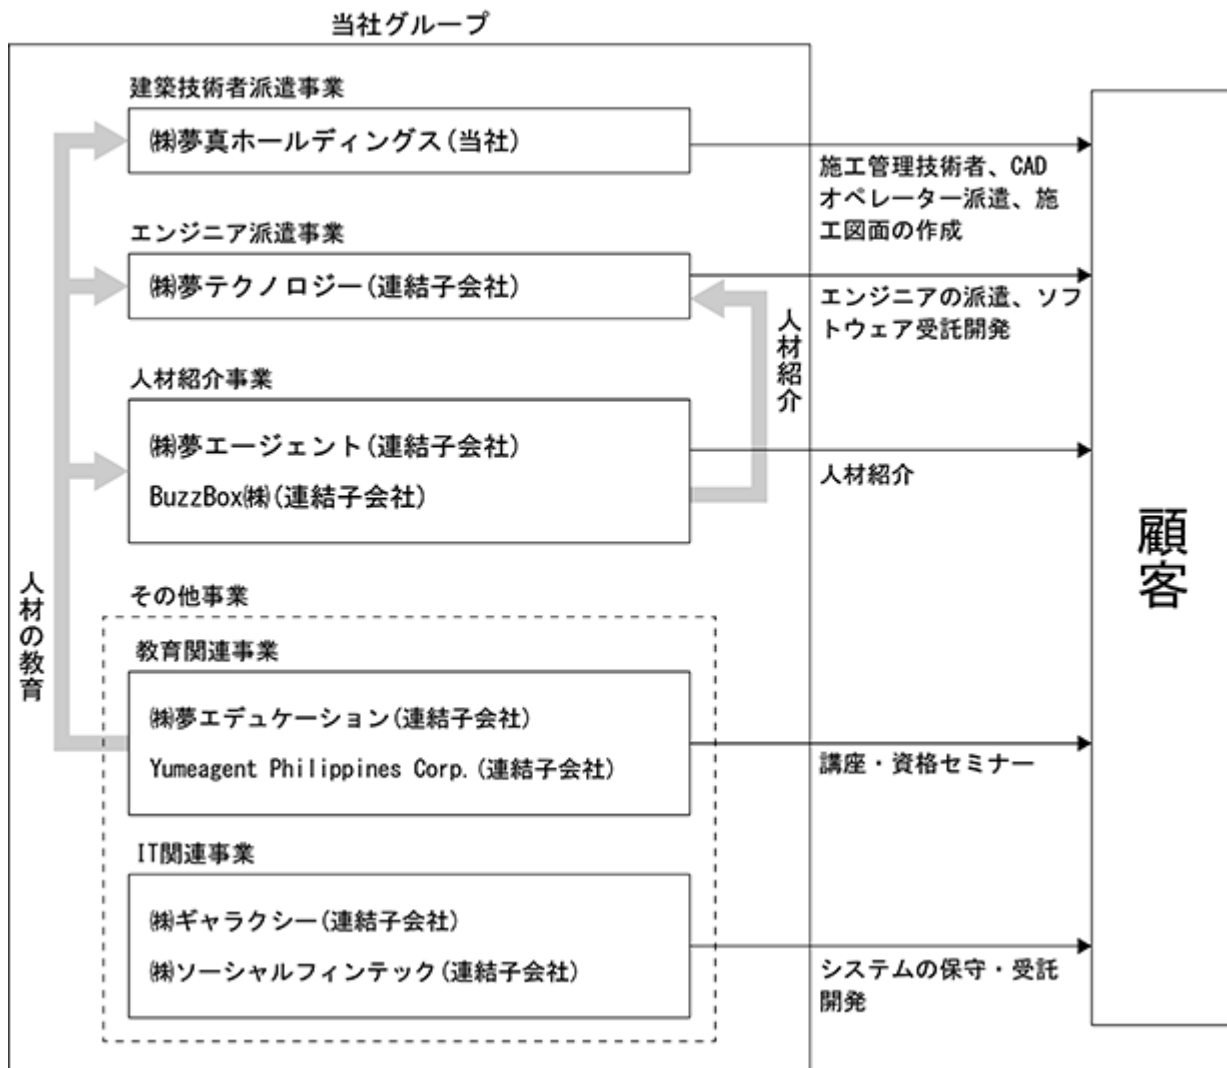 当社グループ
建築技術者派遣事業
㈱夢真ホールディングス(当社)
施工管理技術者、CAD
オペレーター派遣、施
工図面の作成
エンジニア派遣事業
㈱夢テクノロジー(連結子会社)
エンジニアの派遣、ソフ
トウェア受託開発
人材紹介
人材紹介事業
㈱夢エージェント(連結子会社)
BuzzBox㈱(連結子会社)
人材紹介
顧客
人材の教育
その他事業
教育関連事業
㈱夢エデュケーション(連結子会社)
Yumeagent Philippines Corp.(連結子会社)
講座・資格セミナー
IT関連事業
㈱ギャラクシー(連結子会社)
㈱ソーシャルフィンテック(連結子会社)
システムの保守・受託
開発